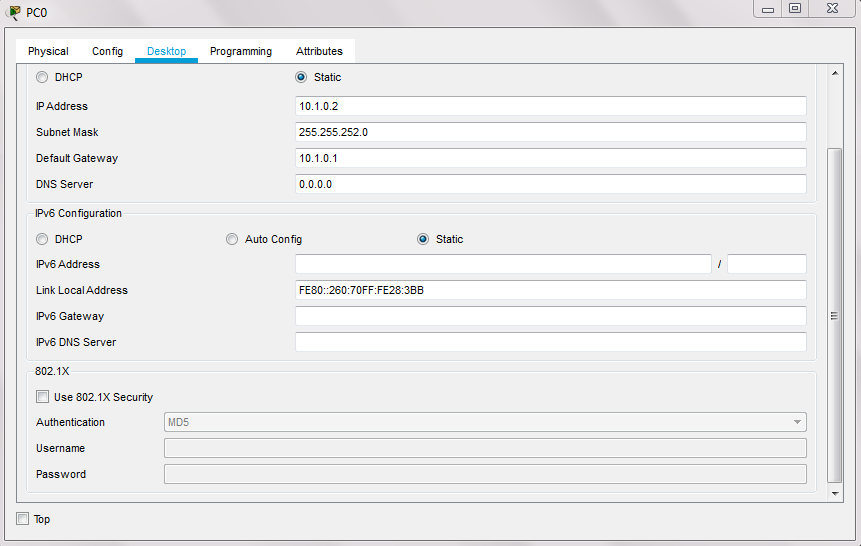 PC0
Physical Config Desktop Programming Attributes
DHCP Static
IP Address 10.1.0.2
Subnet Mask 255.255.252.0
Default Gateway 10.1.0.1
DNS Server 0.0.0.0
IPv6 Configuration
DHCP Auto Config Static
IPv6 Address /
Link Local Address FE80::260:70FF:FE28:3BB
IPv6 Gateway
IPv6 DNS Server
802.1X
Use 802.1X Security
Authentication MD5
Username
Password
Top